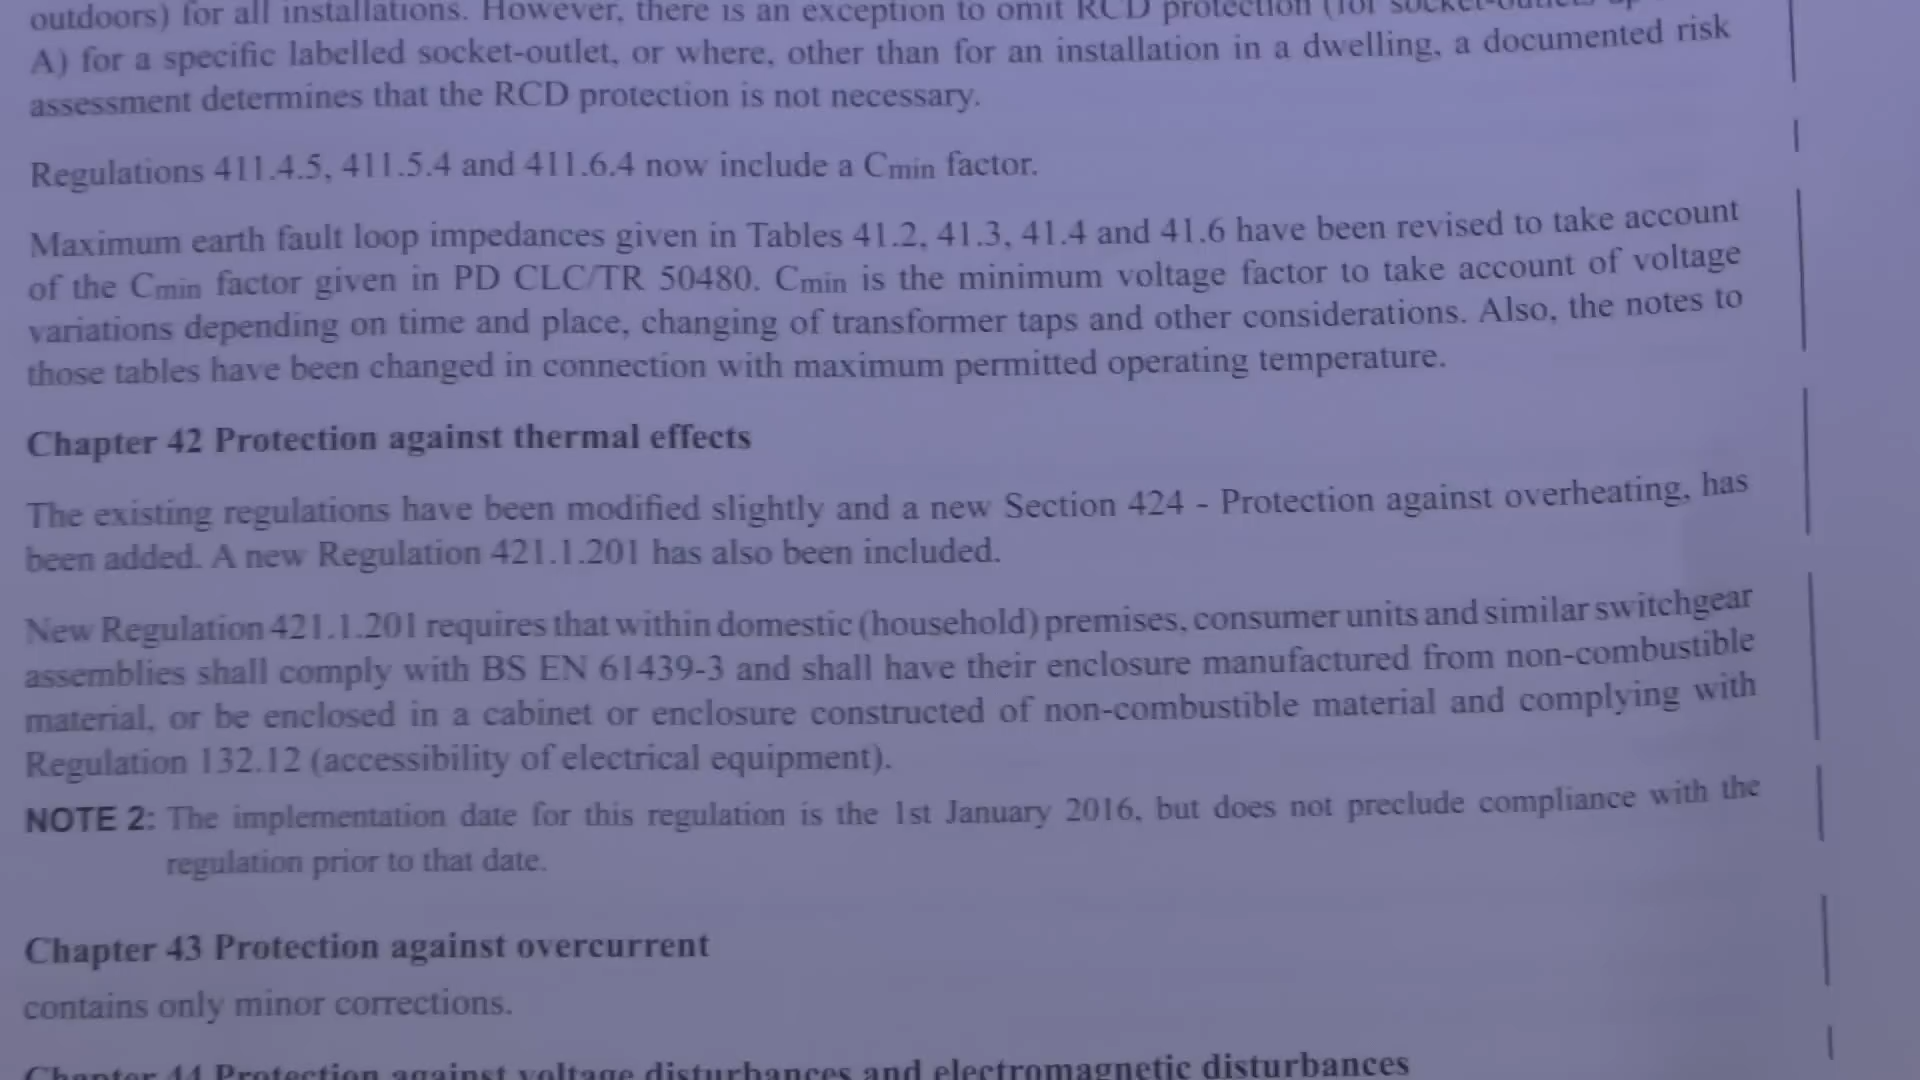 outdoors) for all installations. However, there is an exception to omit RCD protection (for socket-outlets
A) for a specific labelled socket-outlet, or where, other than for an installation in a dwelling, a documented risk
assessment determines that the RCD protection is not necessary.
Regulations 411.4.5, 411.5.4 and 411.6.4 now include a Cmin factor.
Maximum earth fault loop impedances given in Tables 41.2, 41.3, 41.4 and 41.6 have been revised to take account
of the Cmin factor given in PD CLC/TR 50480. Cmin is the minimum voltage factor to take account of voltage
variations depending on time and place, changing of transformer taps and other considerations. Also, the notes to
those tables have been changed in connection with maximum permitted operating temperature.
Chapter 42 Protection against thermal effects
The existing regulations have been modified slightly and a new Section 424 - Protection against overheating, has
been added. A new Regulation 421.1.201 has also been included.
New Regulation 421.1.201 requires that within domestic (household) premises, consumer units and similar switchgear
assemblies shall comply with BS EN 61439-3 and shall have their enclosure manufactured from non-combustible
material, or be enclosed in a cabinet or enclosure constructed of non-combustible material and complying with
Regulation 132.12 (accessibility of electrical equipment).
NOTE 2: The implementation date for this regulation is the 1st January 2016, but does not preclude compliance with the
regulation prior to that date.
Chapter 43 Protection against overcurrent
contains only minor corrections.
Chapter 44 Protection against voltage disturbances and electromagnetic disturbances